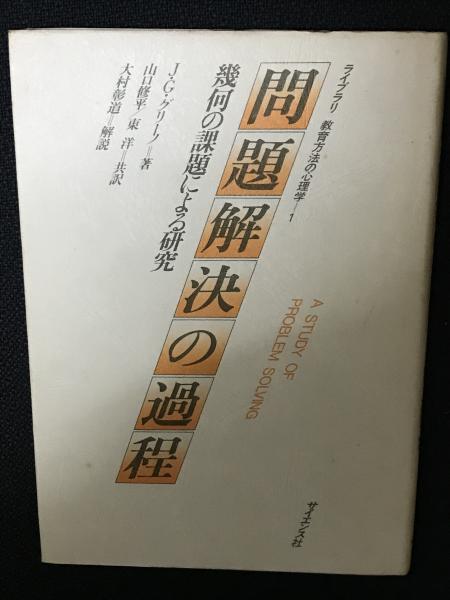 ライブラリ 教育方法の心理学—1
問題解決の過程
A STUDY OF
PROBLEM SOLVING
幾何の課題による研究
J・G・グリーノ=著
山口修平/東 洋=共訳
大村彰道=解説
サイエンス社